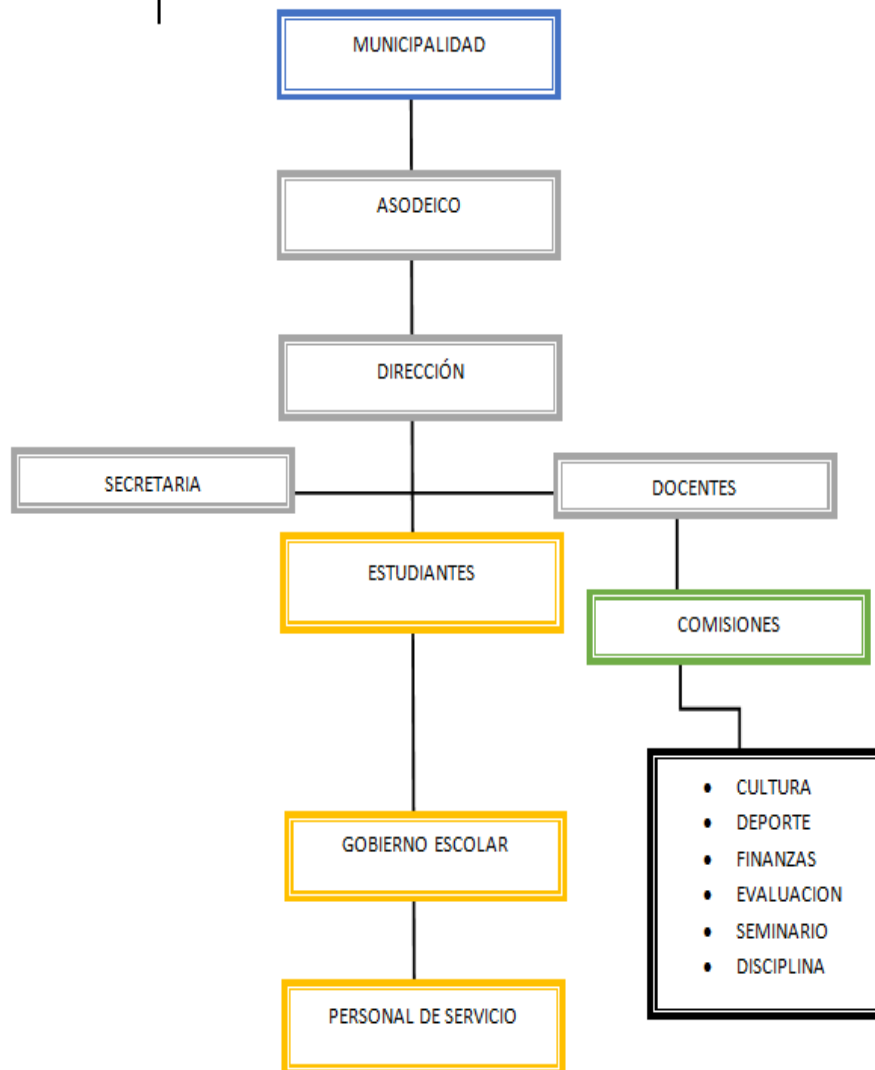 MUNICIPALIDAD
ASODEICO
DIRECCIÓN
SECRETARIA
DOCENTES
ESTUDIANTES
COMISIONES
• CULTURA
• DEPORTE
• FINANZAS
• EVALUACION
• SEMINARIO
• DISCIPLINA
GOBIERNO ESCOLAR
PERSONAL DE SERVICIO